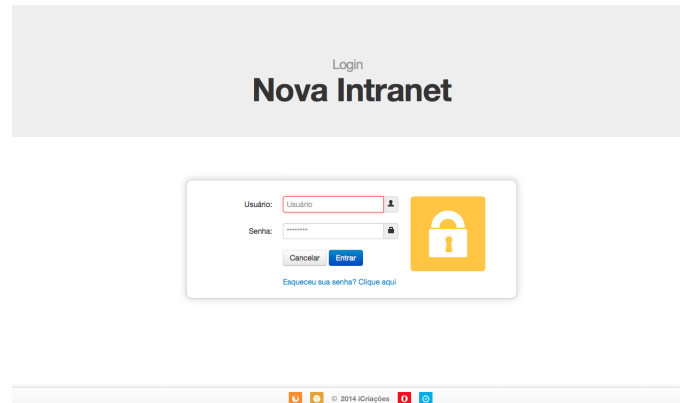 Login
Nova Intranet
Usuário: Usuário
Senha: ********
Cancelar Entrar
Esqueceu sua senha? Clique aqui
© 2014 iCriações